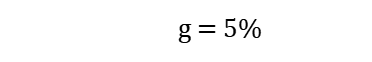 g = 5%